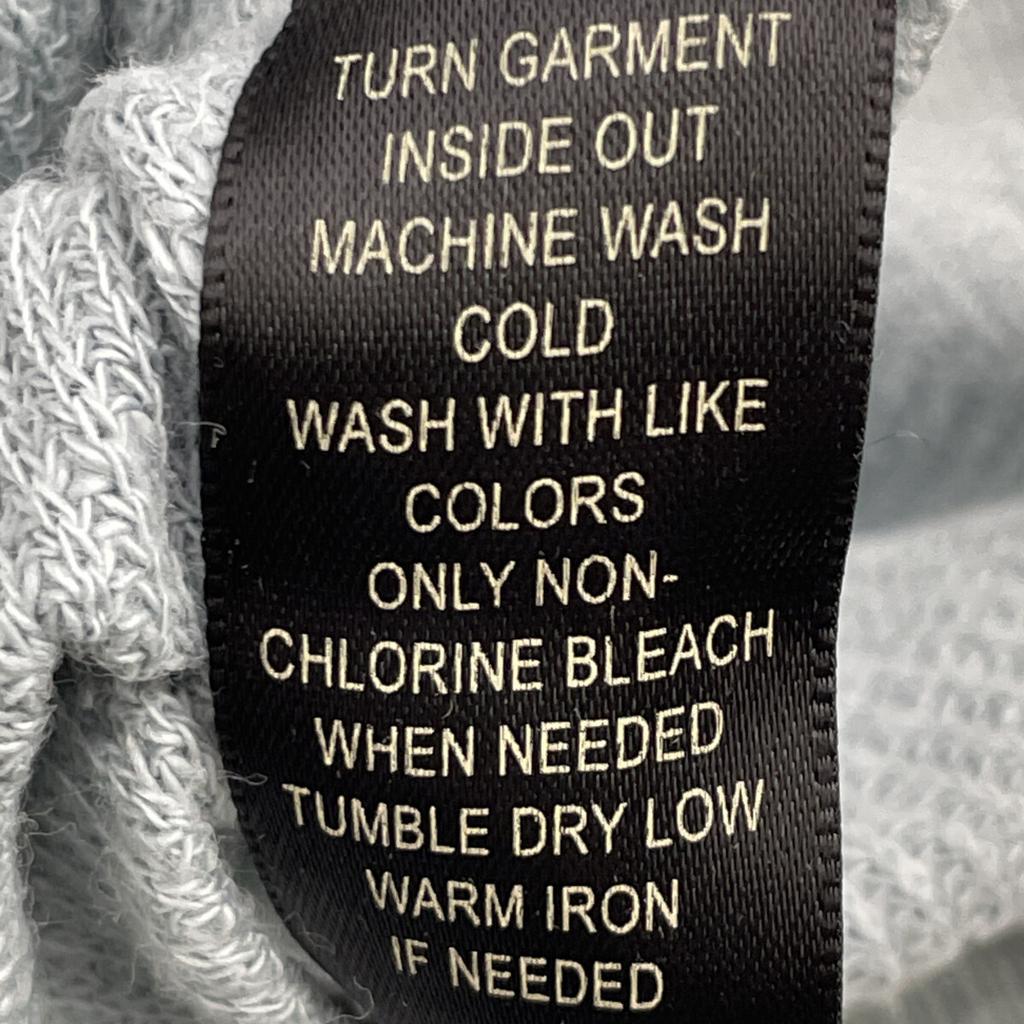 TURN GARMENT
INSIDE OUT
MACHINE WASH
COLD
WASH WITH LIKE
COLORS
ONLY NON-
CHLORINE BLEACH
WHEN NEEDED
TUMBLE DRY LOW
WARM IRON
IF NEEDED